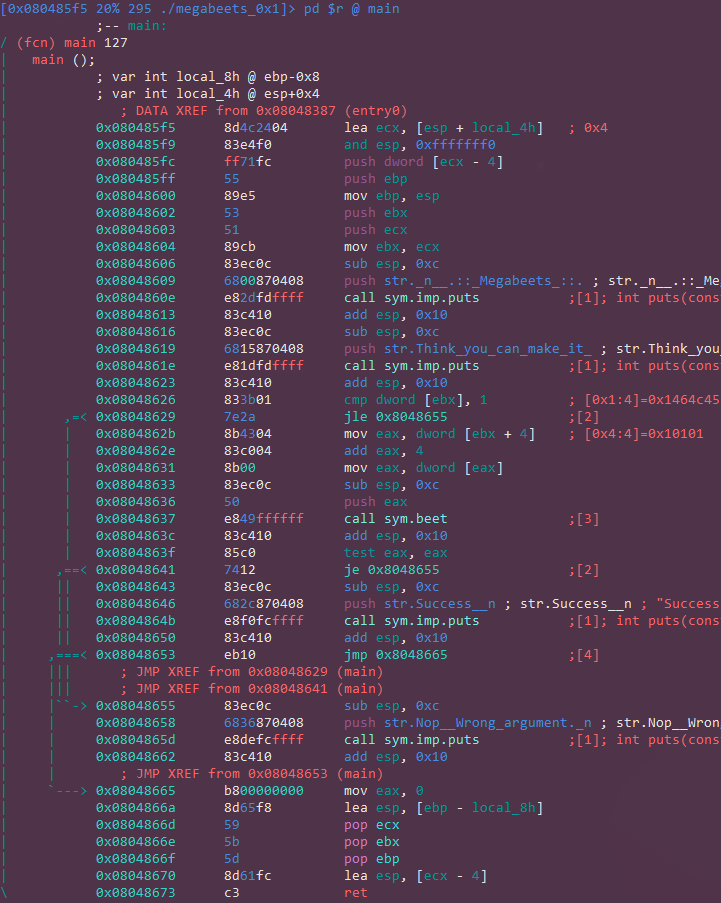 [0x080485f5 20% 295 ./megabeets_0x1]> pd $r @ main
;-- main:
/ (fcn) main 127
|   main ();
|           ; var int local_8h @ ebp-0x8
|           ; var int local_4h @ esp+0x4
|              ; DATA XREF from 0x08048387 (entry0)
|           0x080485f5      8d4c2404       lea ecx, [esp + local_4h]   ; 0x4
|           0x080485f9      83e4f0         and esp, 0xfffffff0
|           0x080485fc      ff71fc         push dword [ecx - 4]
|           0x080485ff      55             push ebp
|           0x08048600      89e5           mov ebp, esp
|           0x08048602      53             push ebx
|           0x08048603      51             push ecx
|           0x08048604      89cb           mov ebx, ecx
|           0x08048606      83ec0c         sub esp, 0xc
|           0x08048609      6800870408     push str._n__.::_Megabeets_::. ; str._n__.::_Me
|           0x0804860e      e82dfdffff     call sym.imp.puts           ;[1]; int puts(cons
|           0x08048613      83c410         add esp, 0x10
|           0x08048616      83ec0c         sub esp, 0xc
|           0x08048619      6815870408     push str.Think_you_can_make_it_ ; str.Think_you
|           0x0804861e      e81dfdffff     call sym.imp.puts           ;[1]; int puts(cons
|           0x08048623      83c410         add esp, 0x10
|           0x08048626      833b01         cmp dword [ebx], 1          ; [0x1:4]=0x1464c45
|       ,=< 0x08048629      7e2a           jle 0x8048655               ;[2]
|       |   0x0804862b      8b4304         mov eax, dword [ebx + 4]    ; [0x4:4]=0x10101
|       |   0x0804862e      83c004         add eax, 4
|       |   0x08048631      8b00           mov eax, dword [eax]
|       |   0x08048633      83ec0c         sub esp, 0xc
|       |   0x08048636      50             push eax
|       |   0x08048637      e849ffffff     call sym.beet               ;[3]
|       |   0x0804863c      83c410         add esp, 0x10
|       |   0x0804863f      85c0           test eax, eax
|      ,==< 0x08048641      7412           je 0x8048655                ;[2]
|      ||   0x08048643      83ec0c         sub esp, 0xc
|      ||   0x08048646      682c870408     push str.Success__n ; str.Success__n ; "Success
|      ||   0x0804864b      e8f0fcffff     call sym.imp.puts           ;[1]; int puts(cons
|      ||   0x08048650      83c410         add esp, 0x10
|     ,===< 0x08048653      eb10           jmp 0x8048665               ;[4]
|     |||      ; JMP XREF from 0x08048629 (main)
|     |||      ; JMP XREF from 0x08048641 (main)
|     |``-> 0x08048655      83ec0c         sub esp, 0xc
|     |     0x08048658      6836870408     push str.Nop__Wrong_argument._n ; str.Nop__Wron
|     |     0x0804865d      e8defcffff     call sym.imp.puts           ;[1]; int puts(cons
|     |     0x08048662      83c410         add esp, 0x10
|     |        ; JMP XREF from 0x08048653 (main)
|     `---> 0x08048665      b800000000     mov eax, 0
|           0x0804866a      8d65f8         lea esp, [ebp - local_8h]
|           0x0804866d      59             pop ecx
|           0x0804866e      5b             pop ebx
|           0x0804866f      5d             pop ebp
|           0x08048670      8d61fc         lea esp, [ecx - 4]
\           0x08048673      c3             ret